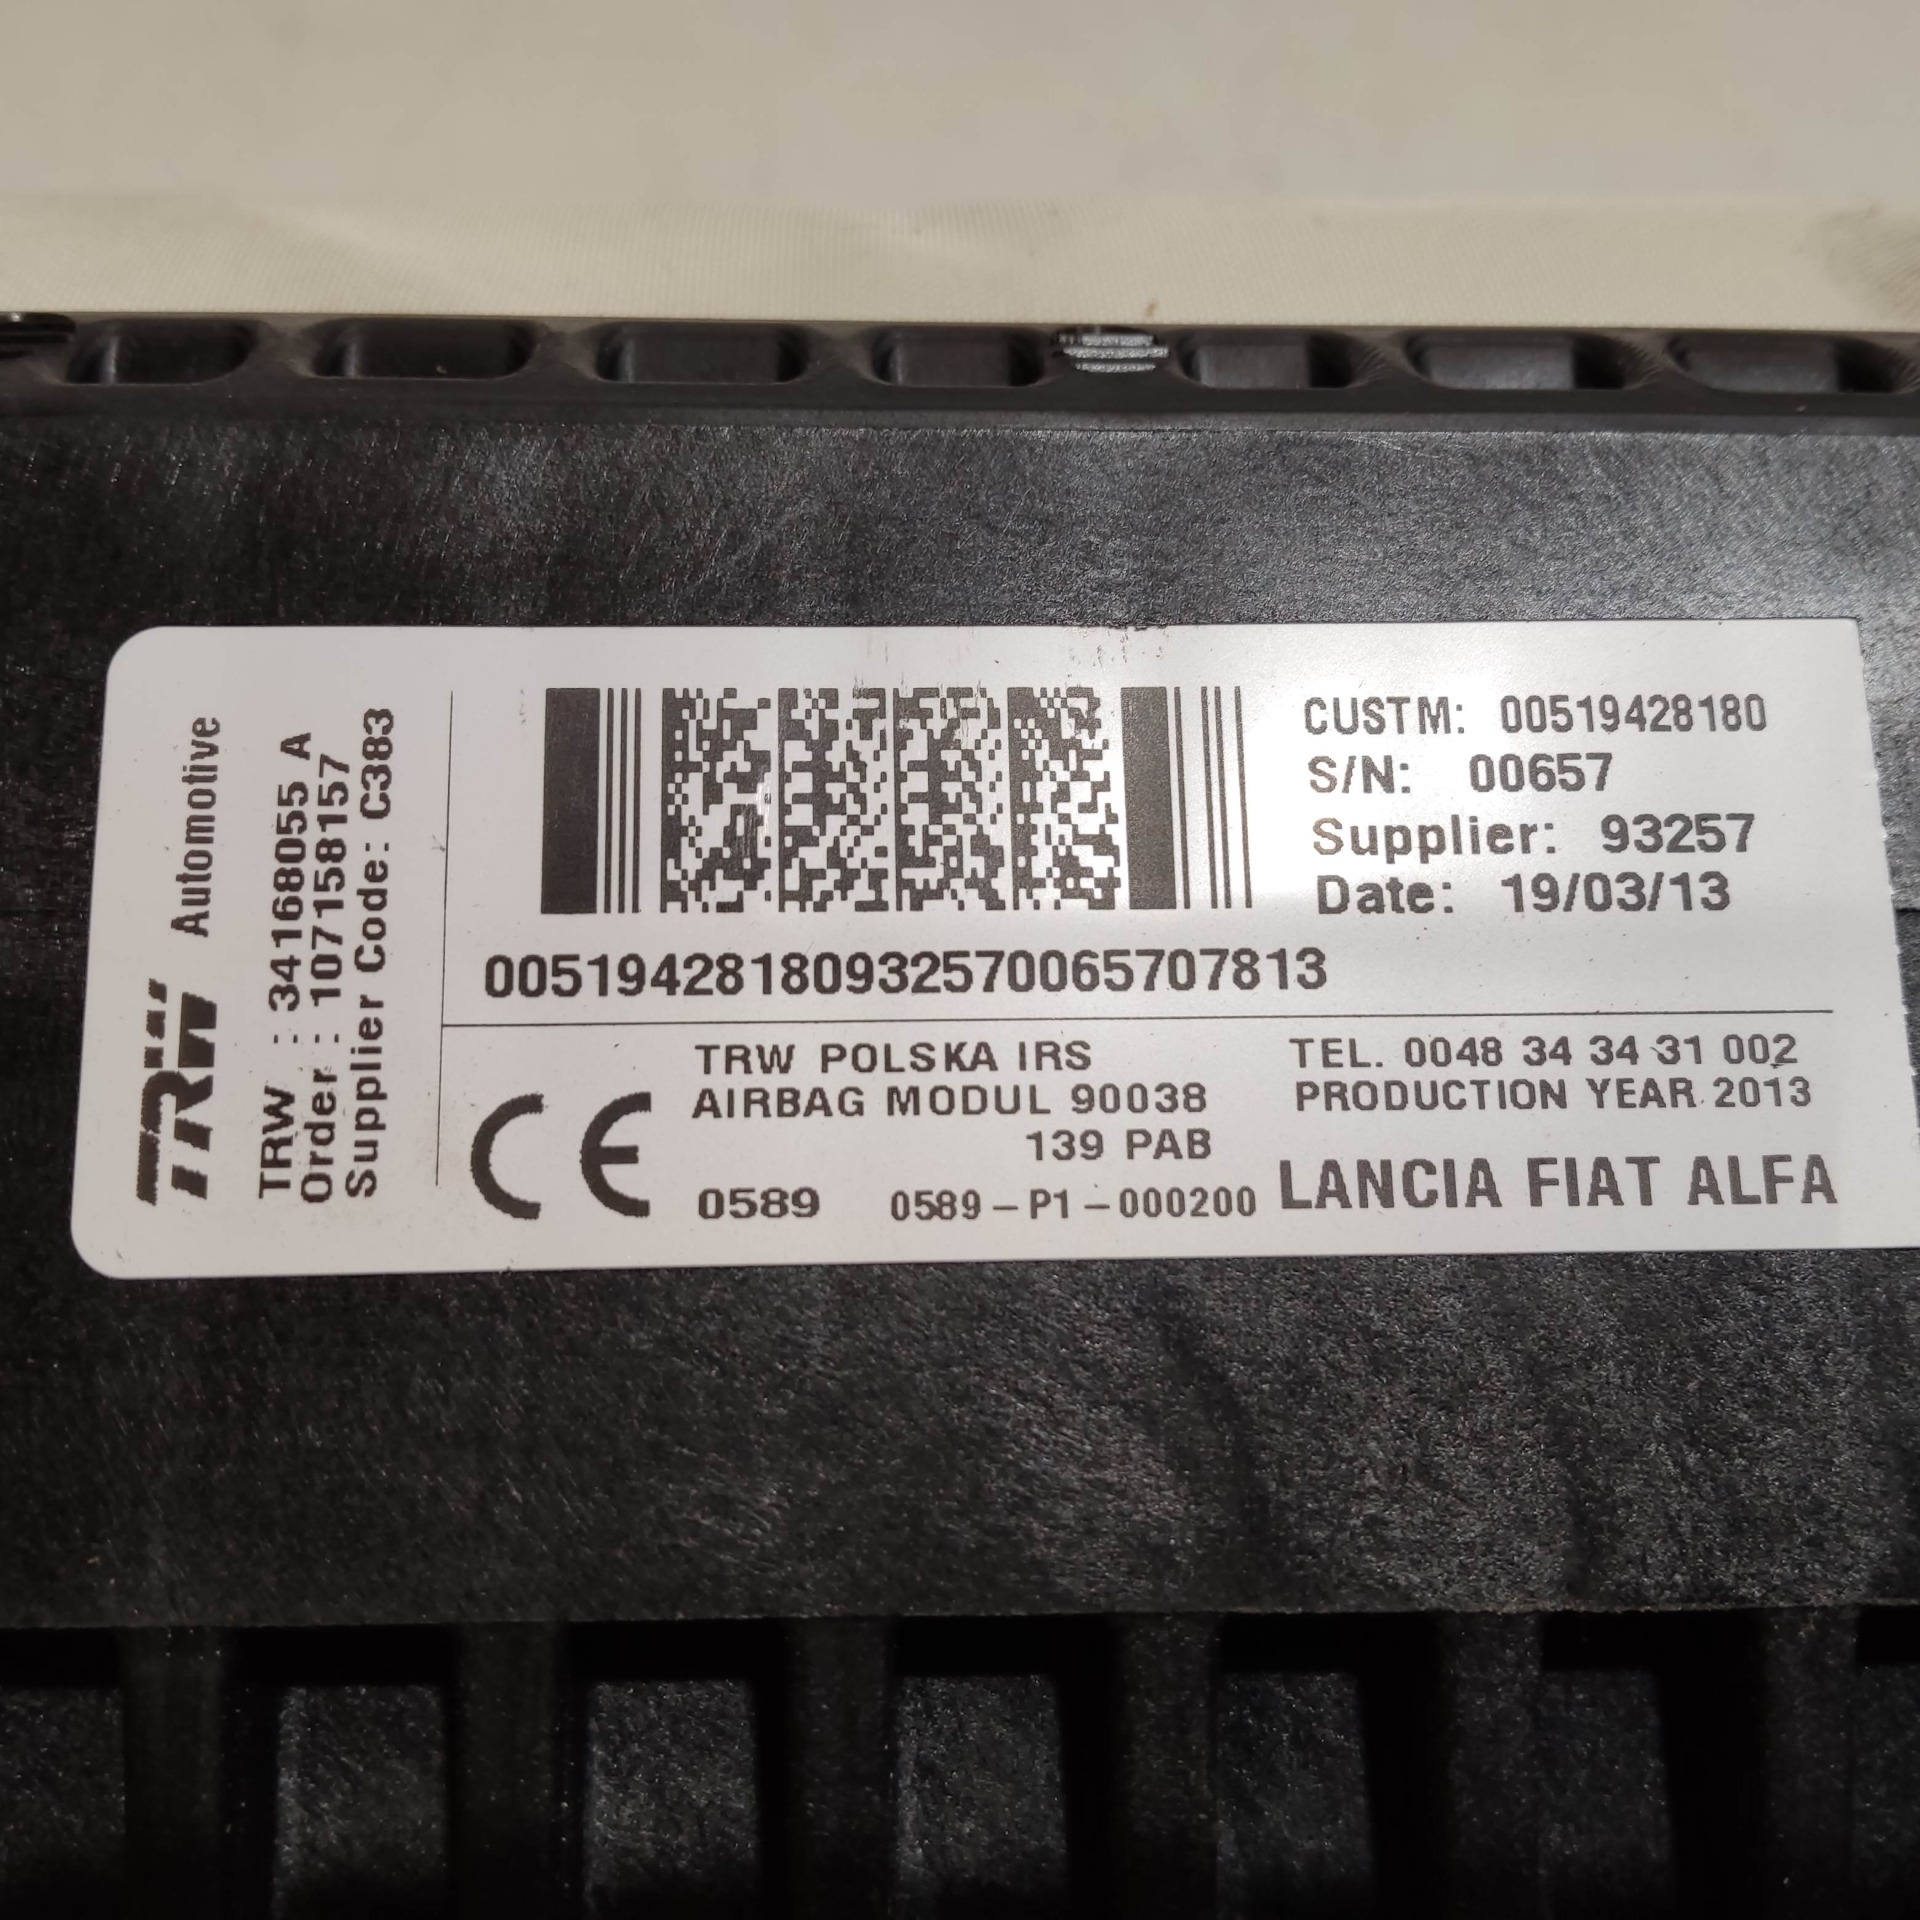 TRW Automotive
TRW : 34168055 A
Order : 107158157
Supplier Code: C383
CUSTM: 00519428180
S/N: 00657
Supplier: 93257
Date: 19/03/13
00519428180932570065707813
CE
TRW POLSKA IRS
AIRBAG MODUL 90038
139 PAB
0589 0589-P1-000200
TEL. 0048 34 34 31 002
PRODUCTION YEAR 2013
LANCIA FIAT ALFA